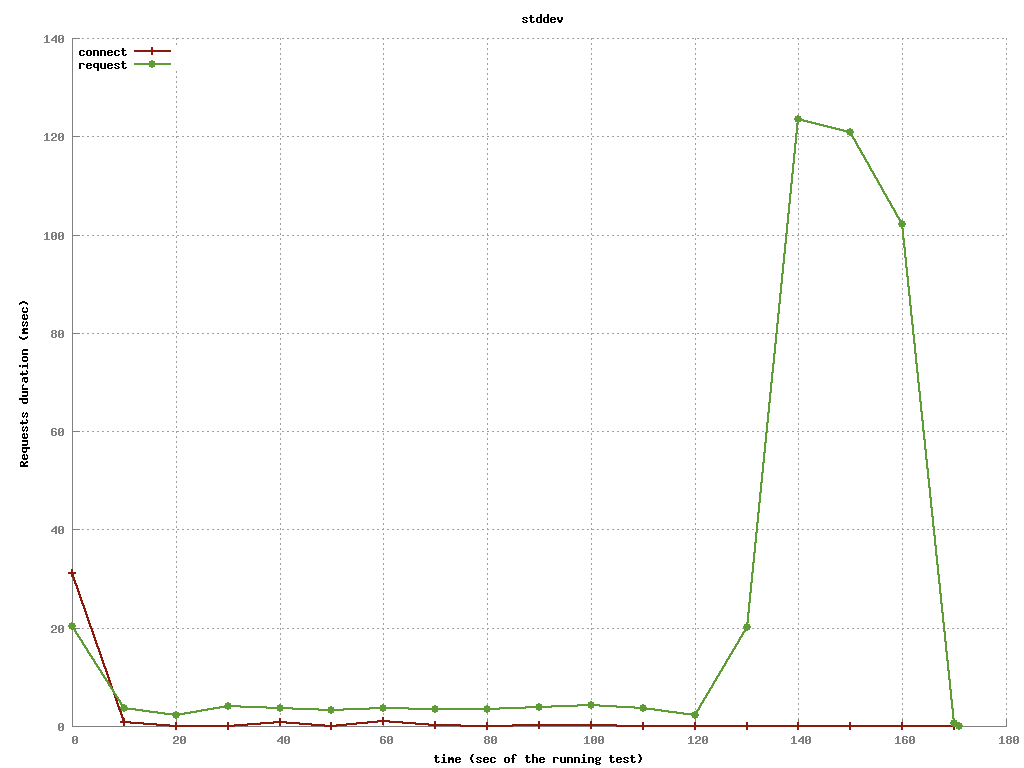 stddev
140
connect
request
120
100
80
60
40
20
0
Requests duration (msec)
0 20 40 60 80 100 120 140 160 180
time (sec of the running test)